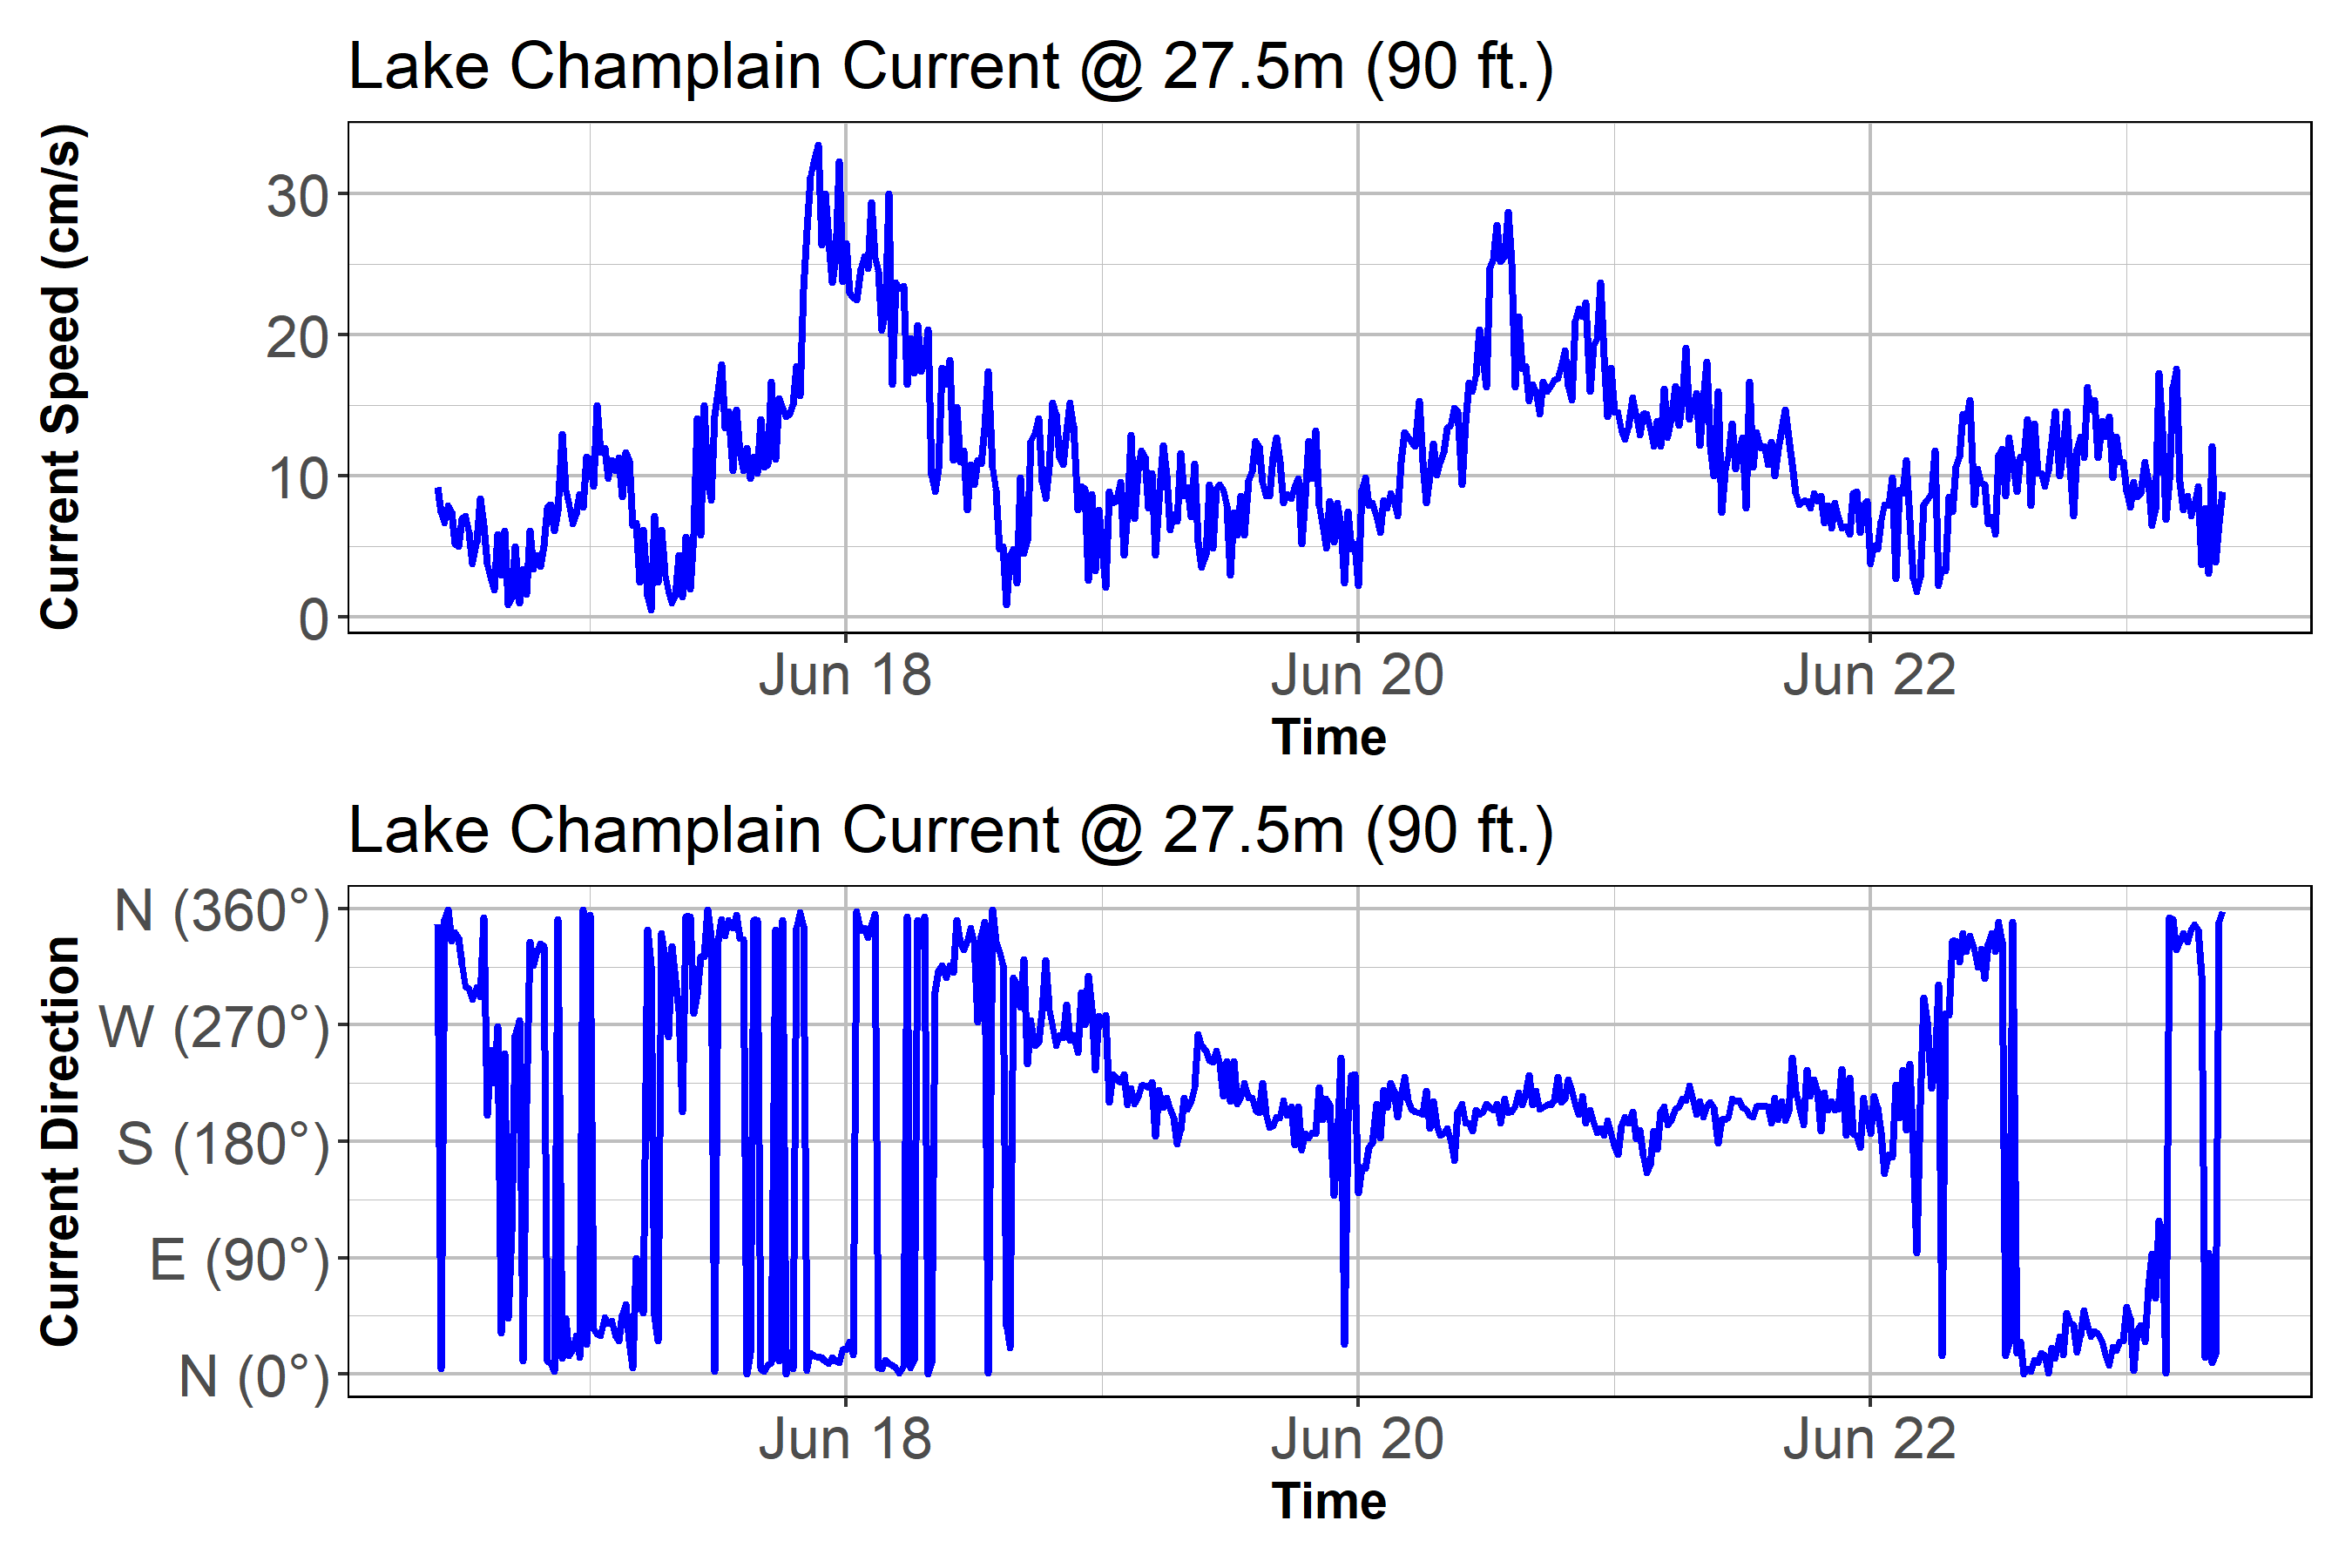 Lake Champlain Current @ 27.5m (90 ft.)
Current Speed (cm/s)
30
20
10
0
Jun 18 Jun 20 Jun 22
Time
Lake Champlain Current @ 27.5m (90 ft.)
Current Direction
N (360°)
W (270°)
S (180°)
E (90°)
N (0°)
Jun 18 Jun 20 Jun 22
Time